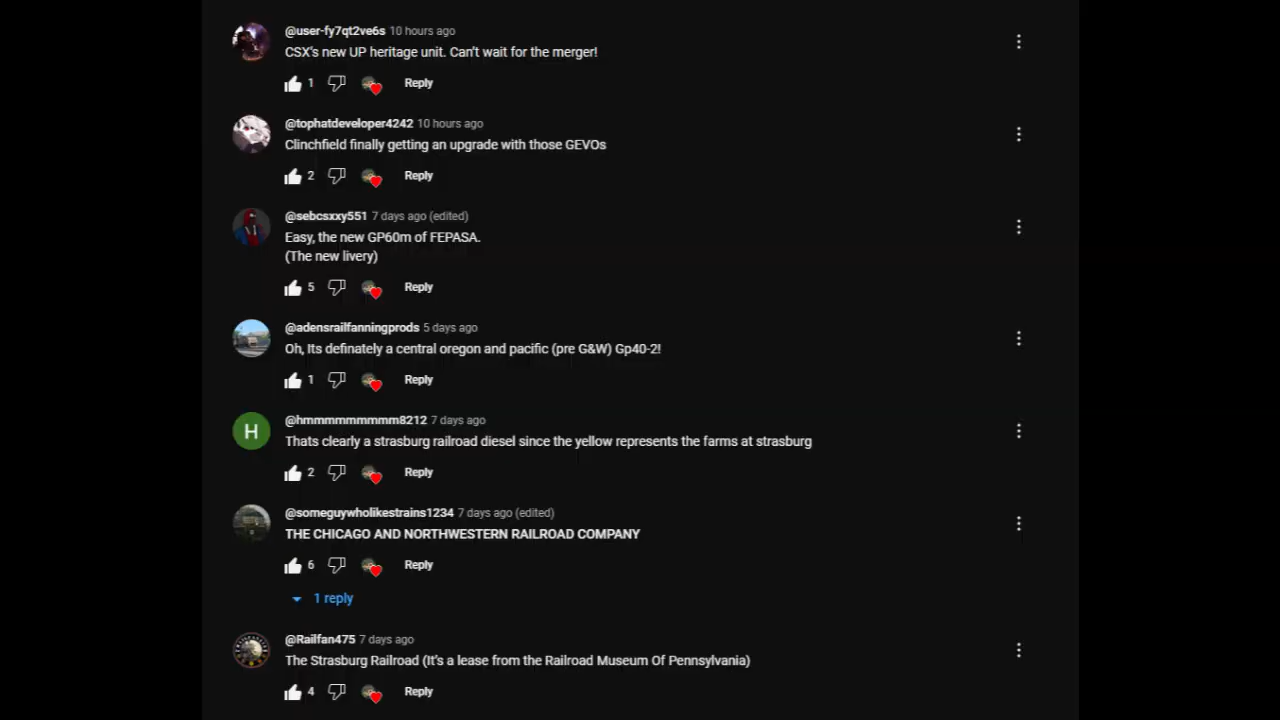 @user-fy7qt2ve6s 10 hours ago
CSX's new UP heritage unit. Can't wait for the merger!
1 Reply
@tophatdeveloper4242 10 hours ago
Clinchfield finally getting an upgrade with those GEVOs
2 Reply
@sebcsxxy551 7 days ago (edited)
Easy, the new GP60m of FEPASA.
(The new livery)
5 Reply
@adensrailfanningprods 5 days ago
Oh, Its definately a central oregon and pacific (pre G&W) Gp40-2!
1 Reply
H
@hmmmmmmmmm8212 7 days ago
Thats clearly a strasburg railroad diesel since the yellow represents the farms at strasburg
2 Reply
@someguywholikestrains1234 7 days ago (edited)
THE CHICAGO AND NORTHWESTERN RAILROAD COMPANY
6 Reply
1 reply
@Railfan475 7 days ago
The Strasburg Railroad (It's a lease from the Railroad Museum Of Pennsylvania)
4 Reply